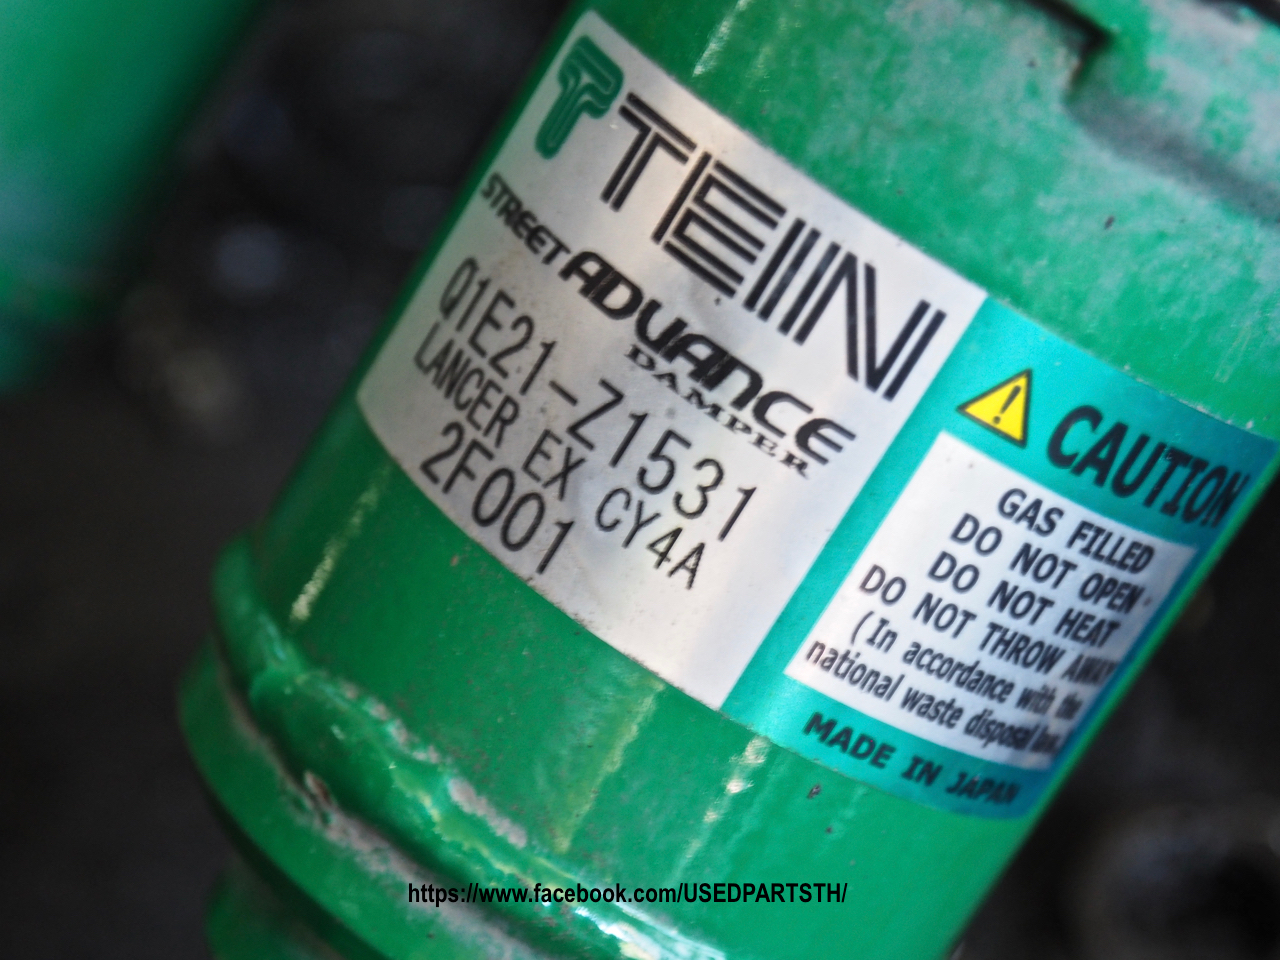 TEIN
STREET ADVANCE
DAMPER
Q1E21-Z1531
LANCER EX CY4A
2F001
CAUTION
GAS FILLED
DO NOT OPEN
DO NOT HEAT
DO NOT THROW AWAY
(In accordance with the
national waste disposal
MADE IN JAPAN
https://www.facebook.com/USEDPARTSTH/